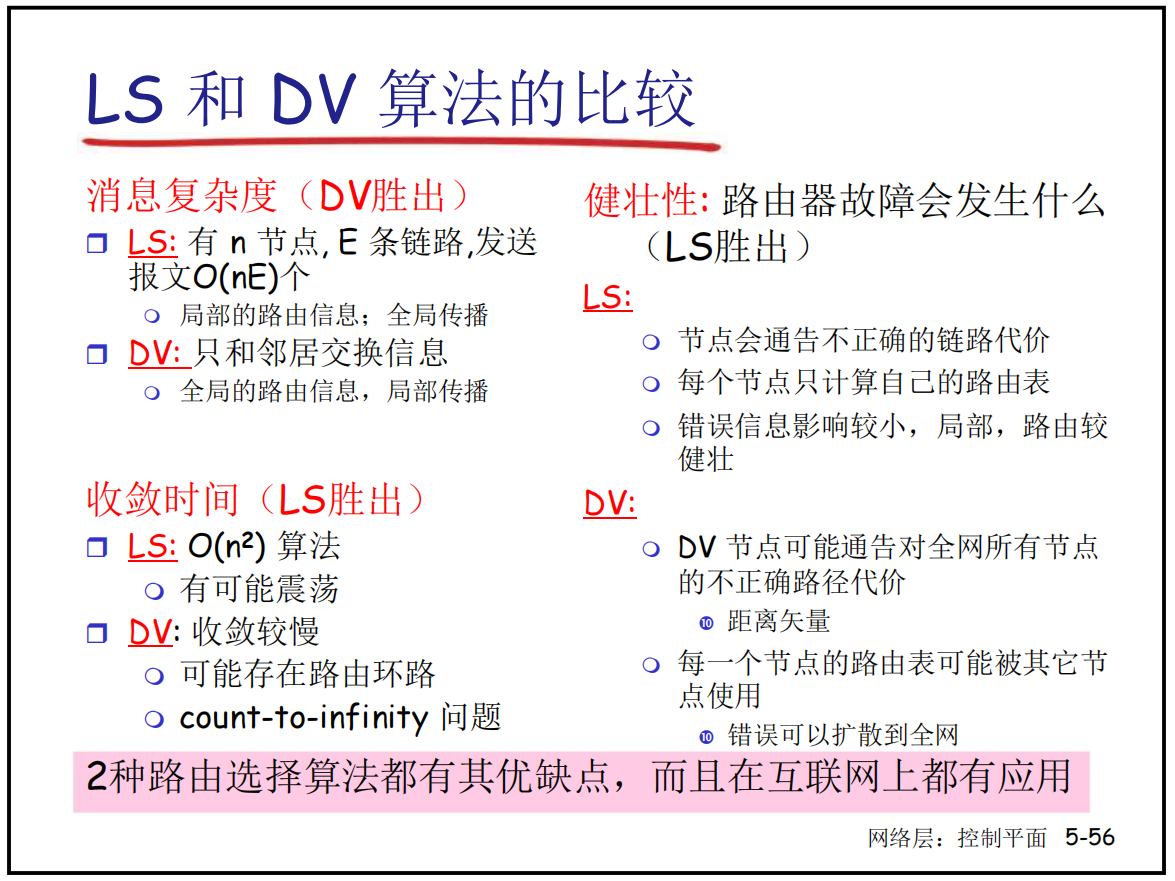 LS 和 DV 算法的比较
消息复杂度（DV胜出）
LS: 有 n 节点, E 条链路,发送
报文O(nE)个
局部的路由信息；全局传播
DV: 只和邻居交换信息
全局的路由信息，局部传播
收敛时间（LS胜出）
LS: O(n²) 算法
有可能震荡
DV: 收敛较慢
可能存在路由环路
count-to-infinity 问题
健壮性: 路由器故障会发生什么
（LS胜出）
LS:
节点会通告不正确的链路代价
每个节点只计算自己的路由表
错误信息影响较小，局部，路由较
健壮
DV:
DV 节点可能通告对全网所有节点
的不正确路径代价
❿ 距离矢量
每一个节点的路由表可能被其它节
点使用
❿ 错误可以扩散到全网
2种路由选择算法都有其优缺点，而且在互联网上都有应用
网络层：控制平面 5-56